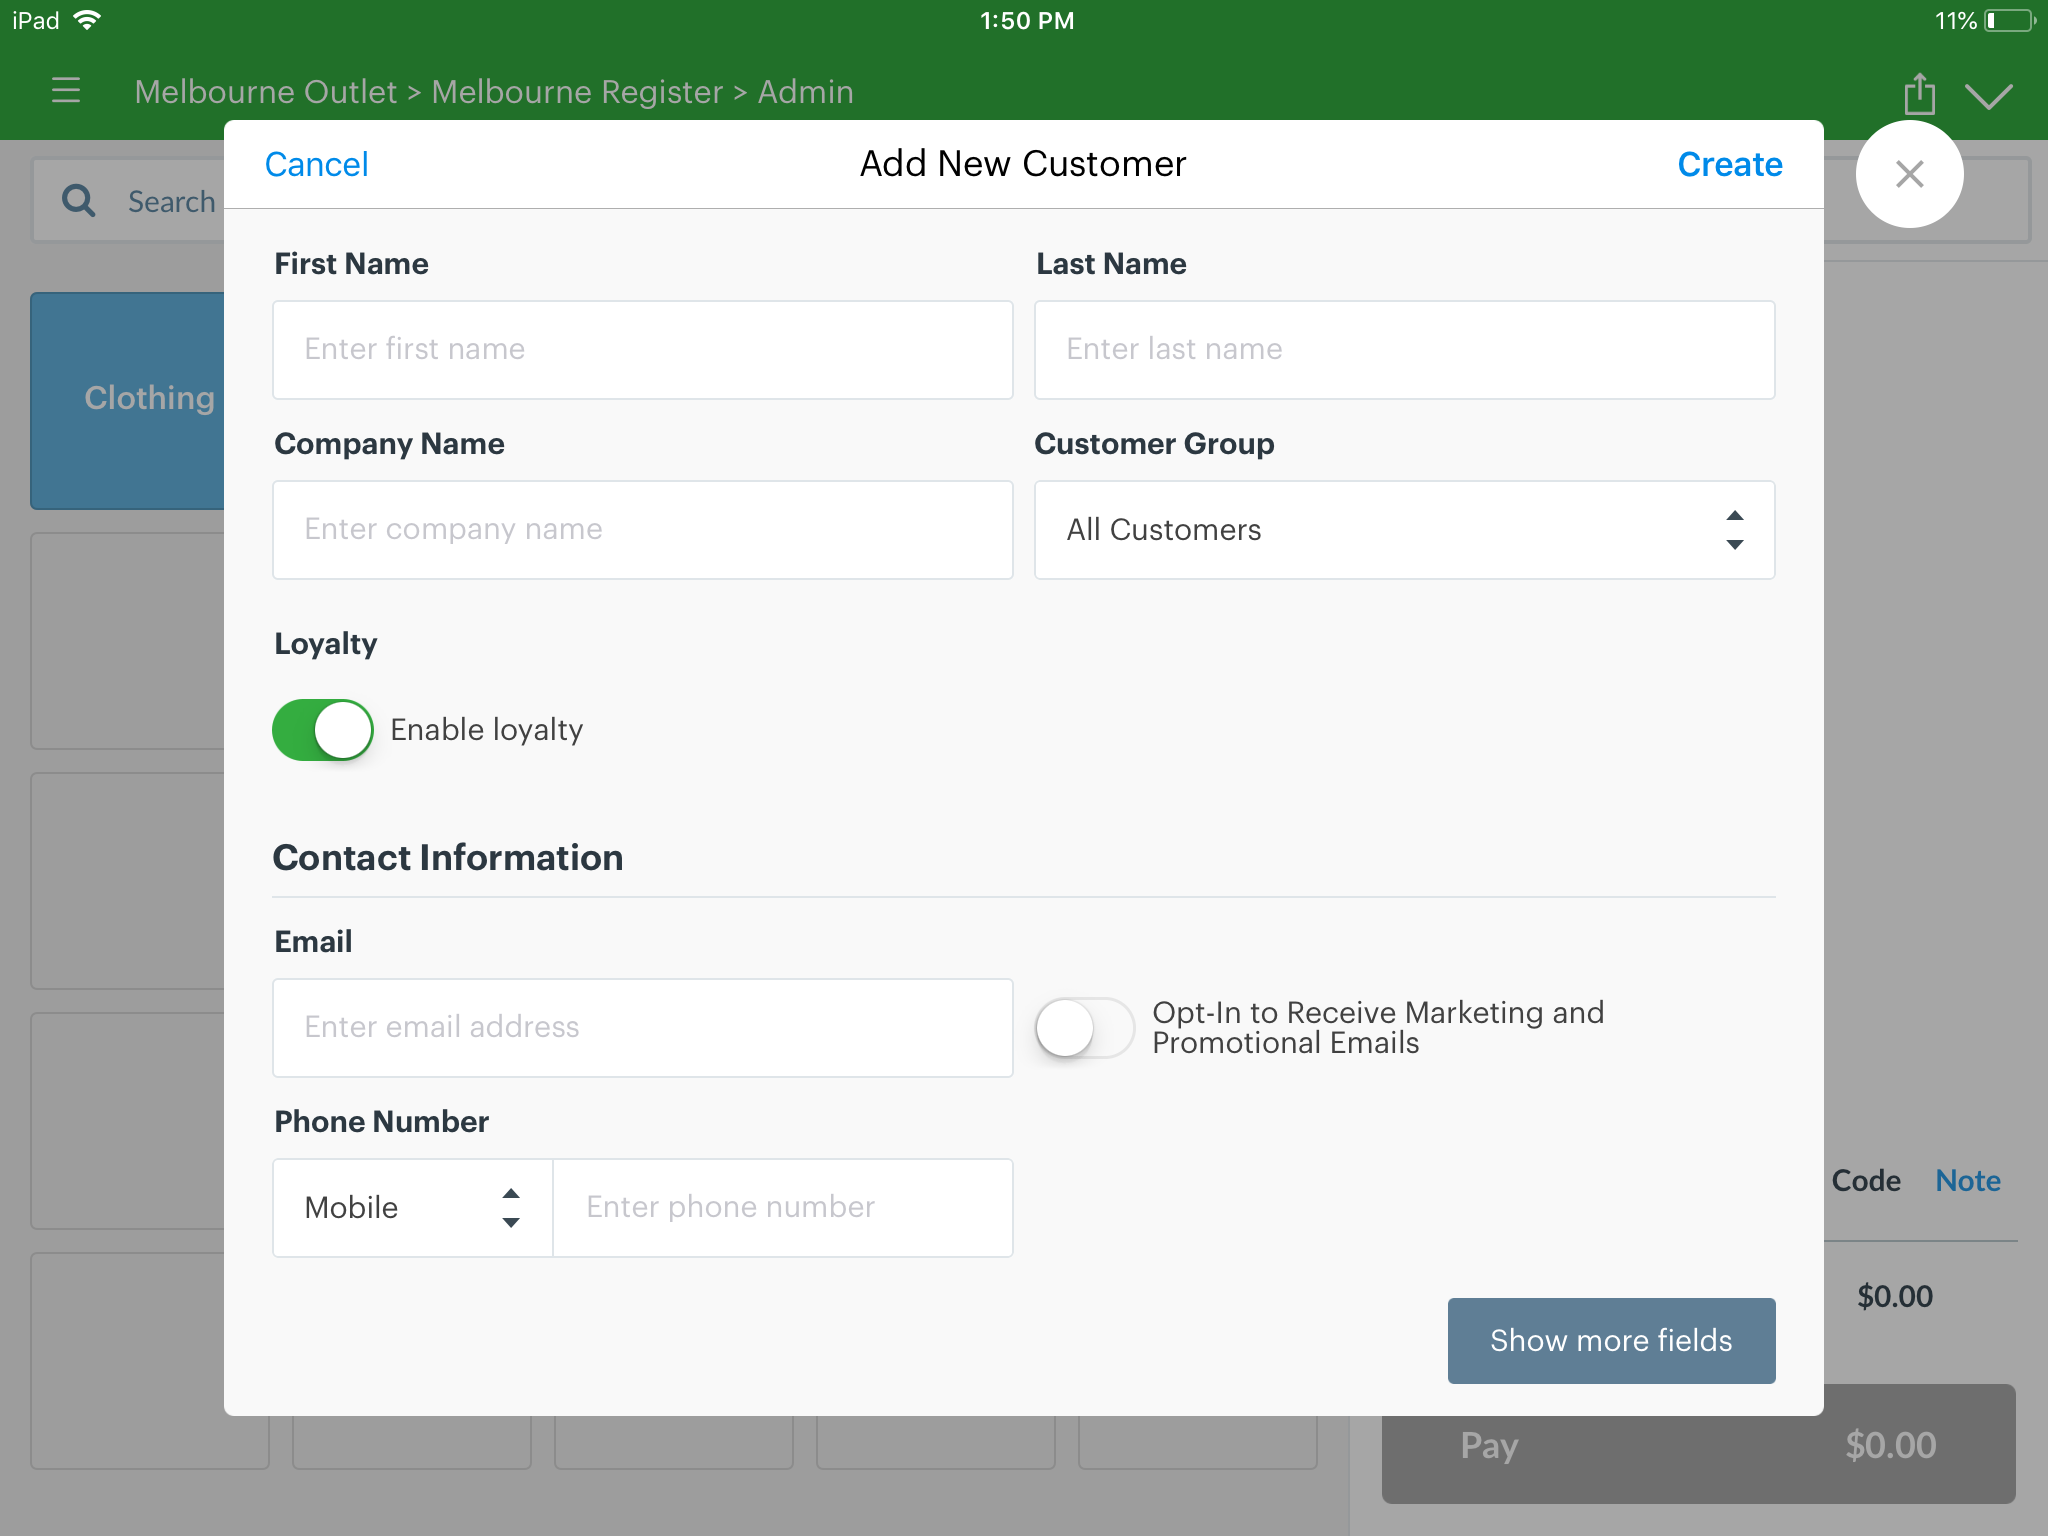 iPad
1:50 PM
11%
Melbourne Outlet > Melbourne Register > Admin
Search
Cancel
Add New Customer
Create
First Name
Last Name
Enter first name
Enter last name
Clothing
Company Name
Customer Group
Enter company name
All Customers
Loyalty
Enable loyalty
Contact Information
Email
Enter email address
Opt-In to Receive Marketing and
Promotional Emails
Phone Number
Mobile
Enter phone number
Code Note
$0.00
Show more fields
Pay $0.00